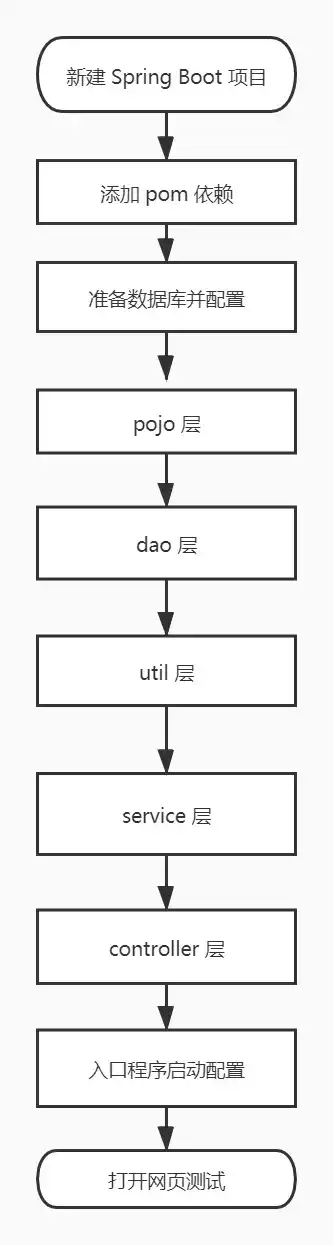 新建 Spring Boot 项目
添加 pom 依赖
准备数据库并配置
pojo 层
dao 层
util 层
service 层
controller 层
入口程序启动配置
打开网页测试